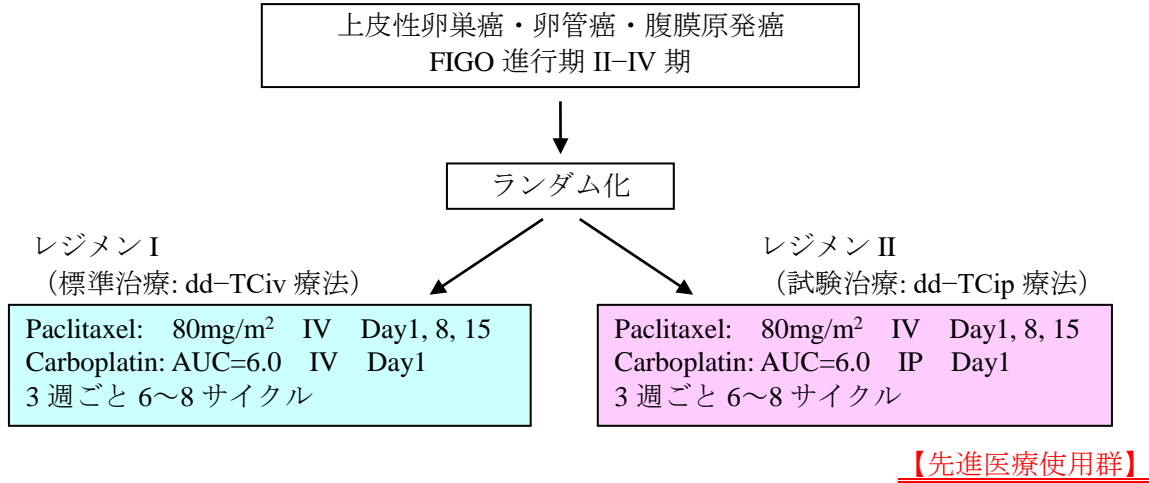 上皮性卵巣癌・卵管癌・腹膜原発癌
FIGO 進行期 II−IV 期
ランダム化
レジメン I
（標準治療: dd−TCiv 療法）
Paclitaxel: 80mg/m² IV Day1, 8, 15
Carboplatin: AUC=6.0 IV Day1
3 週ごと 6～8 サイクル
レジメン II
（試験治療: dd−TCip 療法）
Paclitaxel: 80mg/m² IV Day1, 8, 15
Carboplatin: AUC=6.0 IP Day1
3 週ごと 6～8 サイクル
【先進医療使用群】